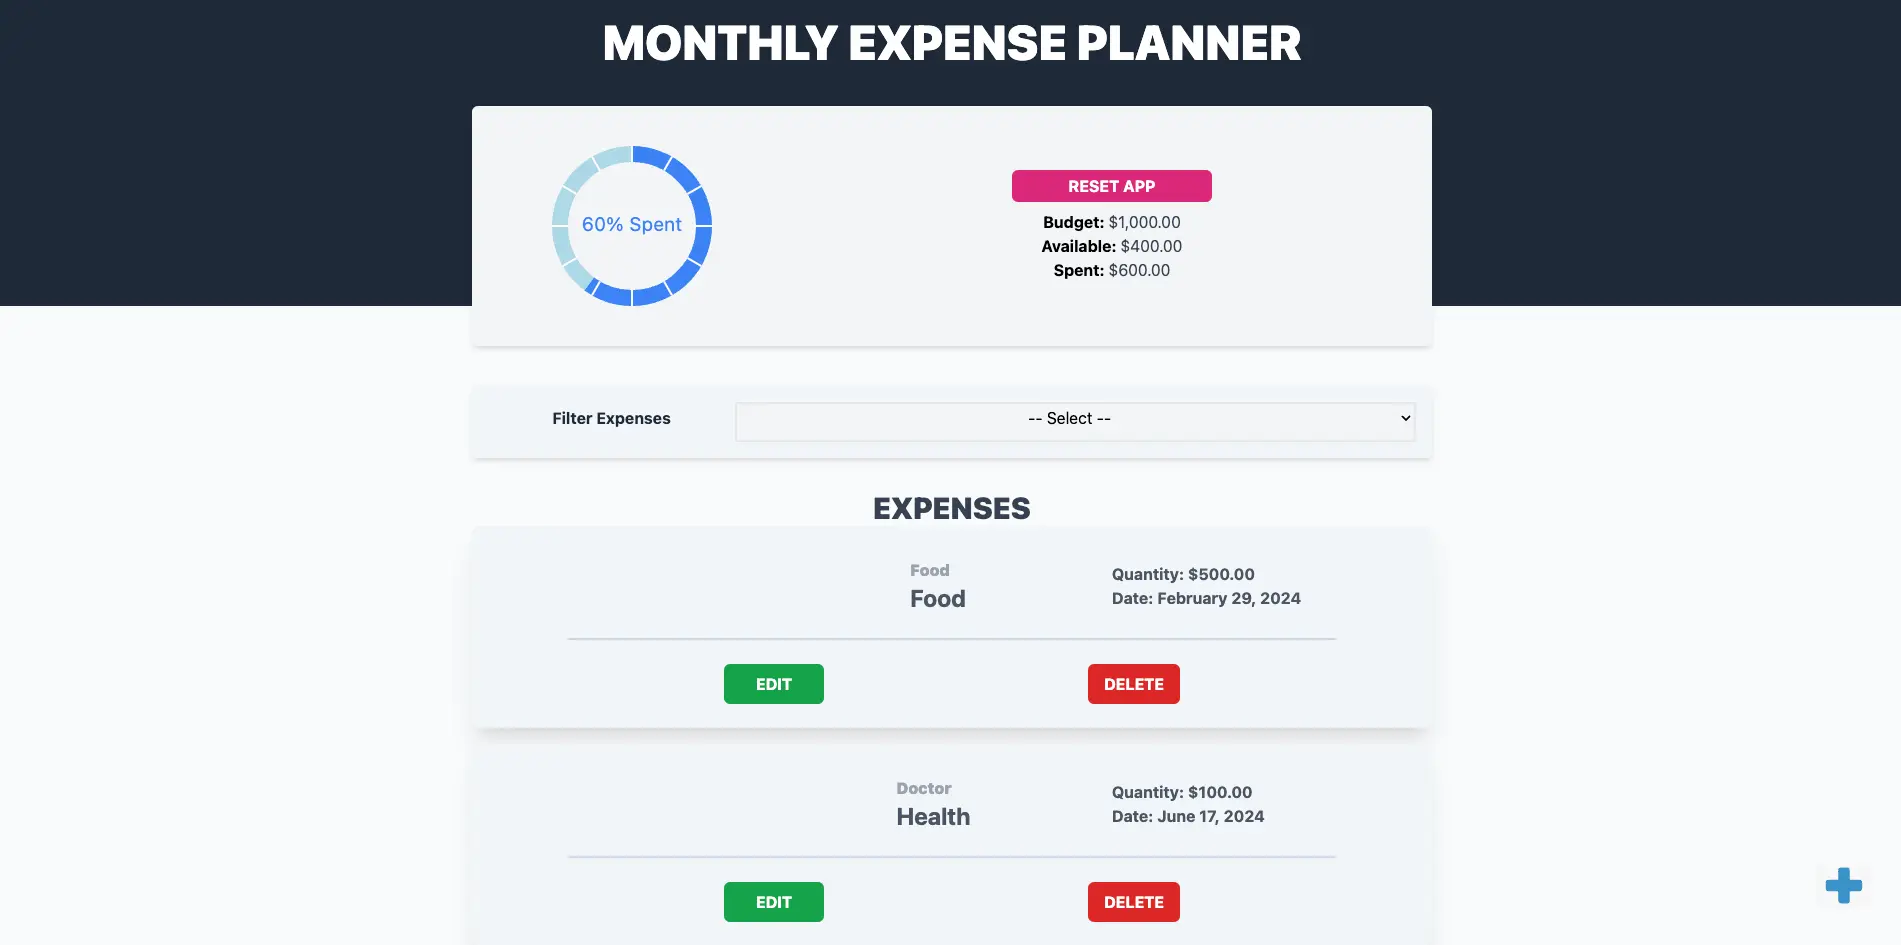 MONTHLY EXPENSE PLANNER
60% Spent
RESET APP
Budget: $1,000.00
Available: $400.00
Spent: $600.00
Filter Expenses
-- Select --
EXPENSES
Food
Food
Quantity: $500.00
Date: February 29, 2024
EDIT
DELETE
Doctor
Health
Quantity: $100.00
Date: June 17, 2024
EDIT
DELETE